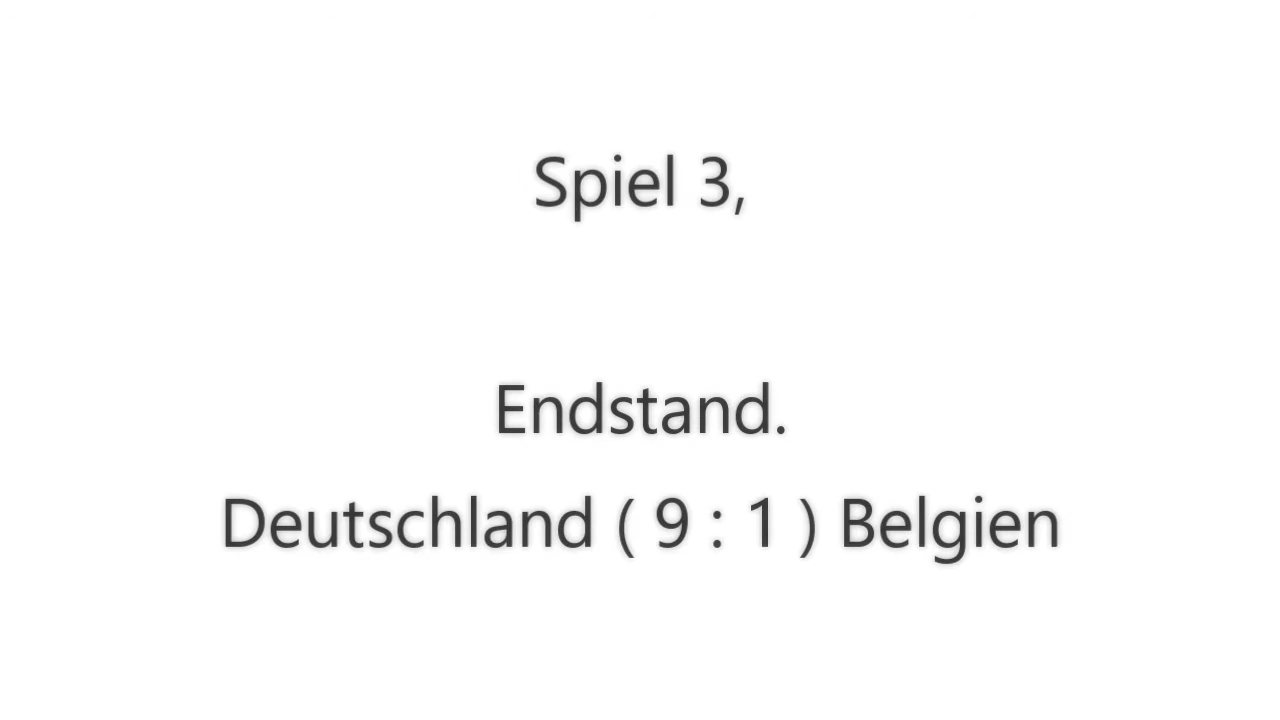 Spiel 3,
Endstand.
Deutschland ( 9 : 1 ) Belgien